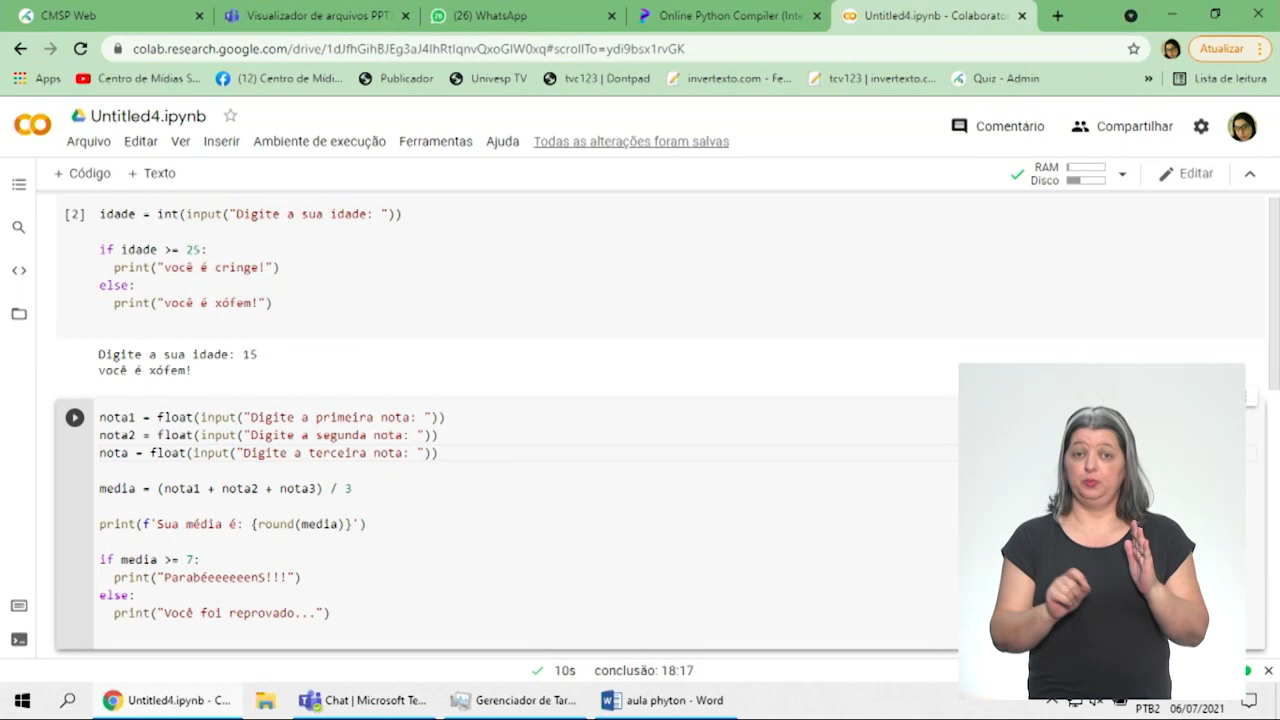 CMSP Web
Visualizador de arquivos PPTX
(26) WhatsApp
Online Python Compiler (Inte
Untitled4.ipynb - Colaborato
colab.research.google.com/drive/1dJfhGihBJEg3aJ4IhRtIqnvQxoGIW0xq#scrollTo=ydi9bsx1rvGK
Atualizar
Apps
Centro de Mídias S...
(12) Centro de Mídi...
Publicador
Univesp TV
tvc123 | Dontpad
invertexto.com - Fe...
tcv123 | invertexto.c...
Quiz - Admin
»
Lista de leitura
Untitled4.ipynb
Comentário
Compartilhar
Arquivo Editar Ver Inserir Ambiente de execução Ferramentas Ajuda Todas as alterações foram salvas
+ Código + Texto
RAM
Disco
Editar
[2] idade = int(input("Digite a sua idade: "))
if idade >= 25:
print("você é cringe!")
else:
print("você é xófem!")
Digite a sua idade: 15
você é xófem!
nota1 = float(input("Digite a primeira nota: "))
nota2 = float(input("Digite a segunda nota: "))
nota = float(input("Digite a terceira nota: "))
media = (nota1 + nota2 + nota3) / 3
print(f'Sua média é: {round(media)}')
if media >= 7:
print("ParabéeeeeeenS!!!")
else:
print("Você foi reprovado...")
10s conclusão: 18:17
Untitled4.ipynb - C...
Chat | Microsoft Te...
Gerenciador de Tar...
aula phyton - Word
PTB2 06/07/2021